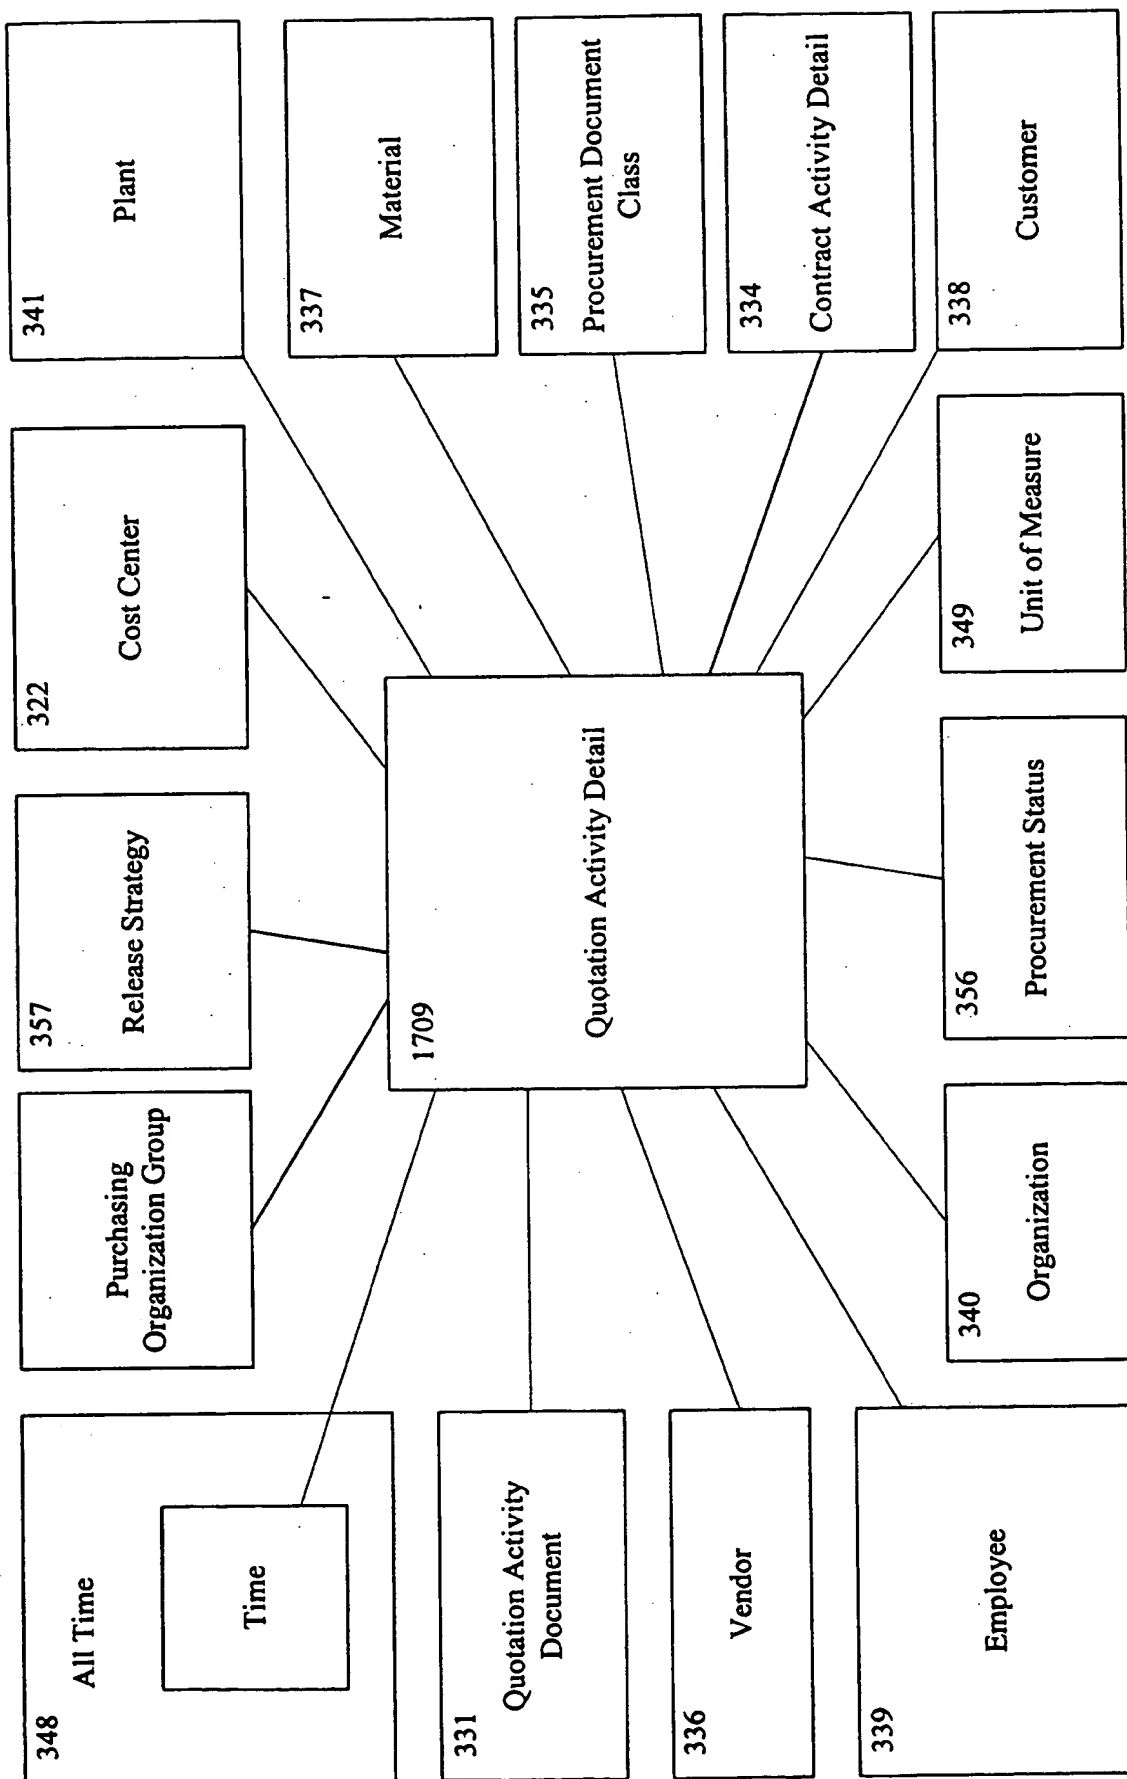 348
All Time
Time
Purchasing
Organization Group
357
Release Strategy
322
Cost Center
341
Plant
331
Quotation Activity
Document
1709
Quotation Activity Detail
337
Material
336
Vendor
335
Procurement Document
Class
339
Employee
334
Contract Activity Detail
340
Organization
356
Procurement Status
349
Unit of Measure
338
Customer